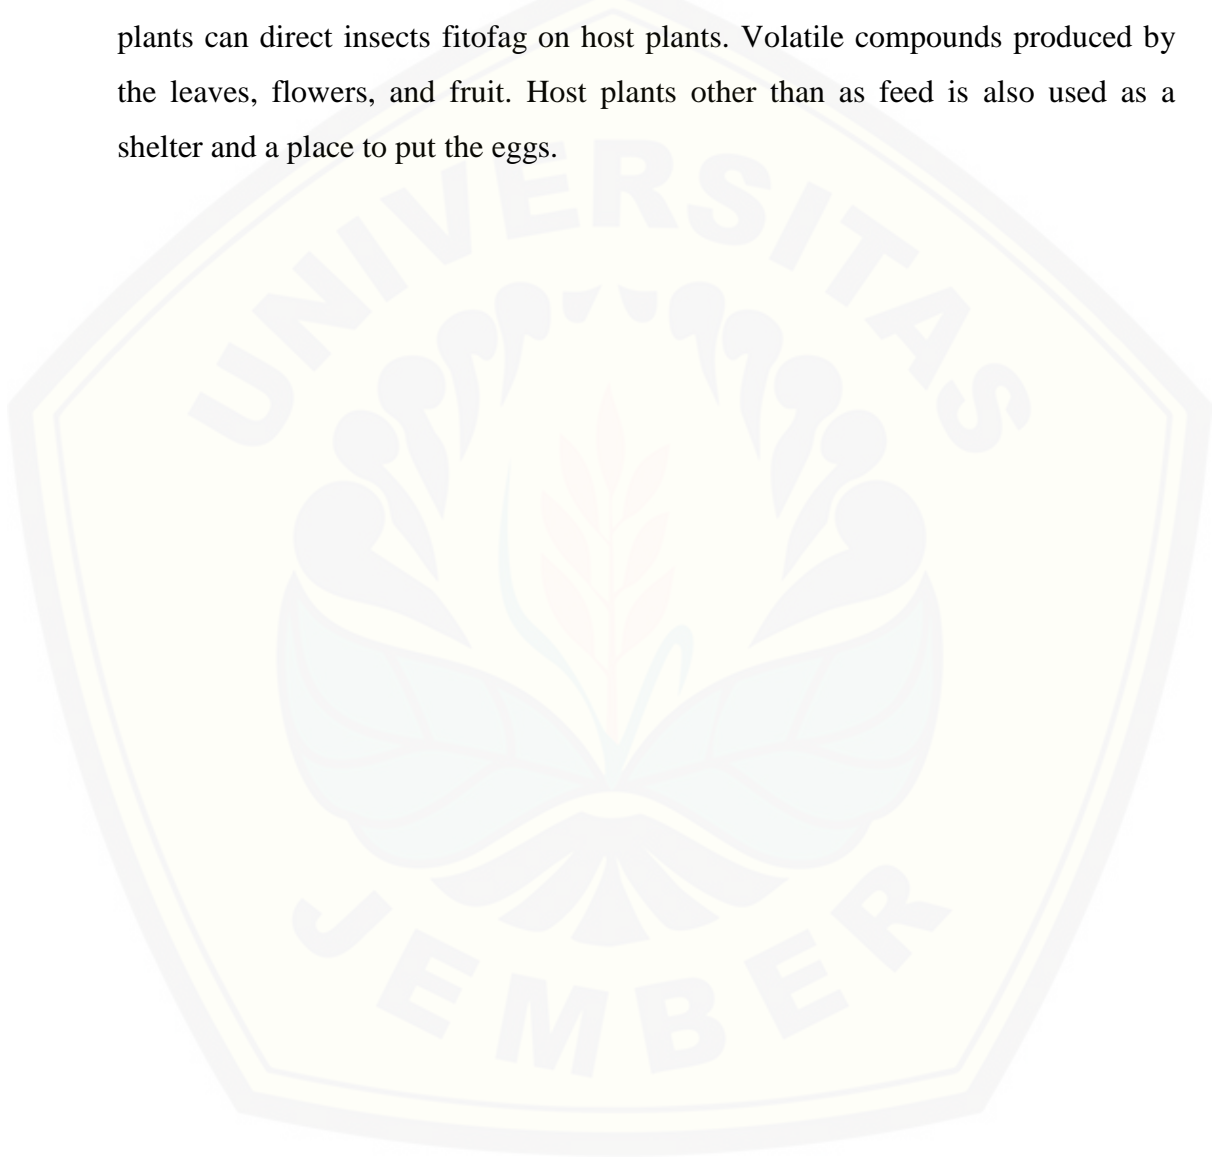 plants can direct insects fitofag on host plants. Volatile compounds produced by
the leaves, flowers, and fruit. Host plants other than as feed is also used as a
shelter and a place to put the eggs.
UNIVERSITAS
JEMBER